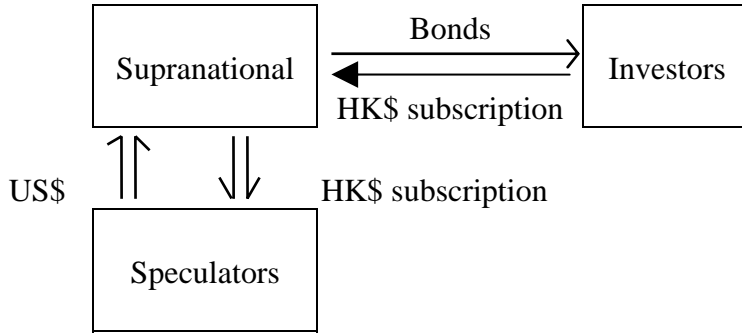 Bonds
Supranational
Investors
HK$ subscription
US$
HK$ subscription
Speculators